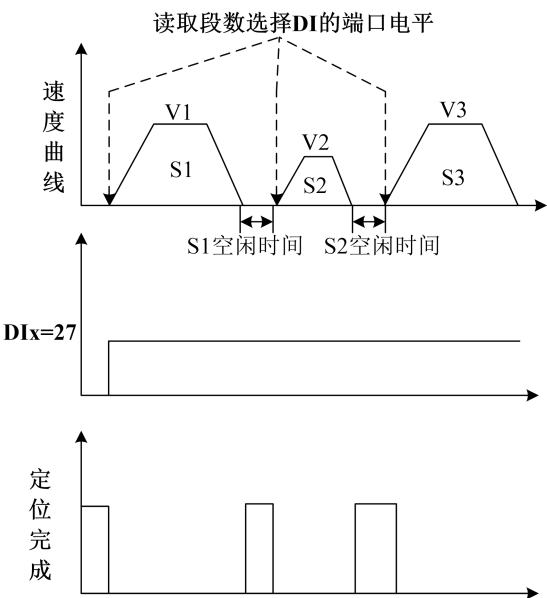 读取段数选择DI的端口电平
速度曲线
V1
V2
V3
S1
S2
S3
S1空闲时间
S2空闲时间
DIx=27
定位完成